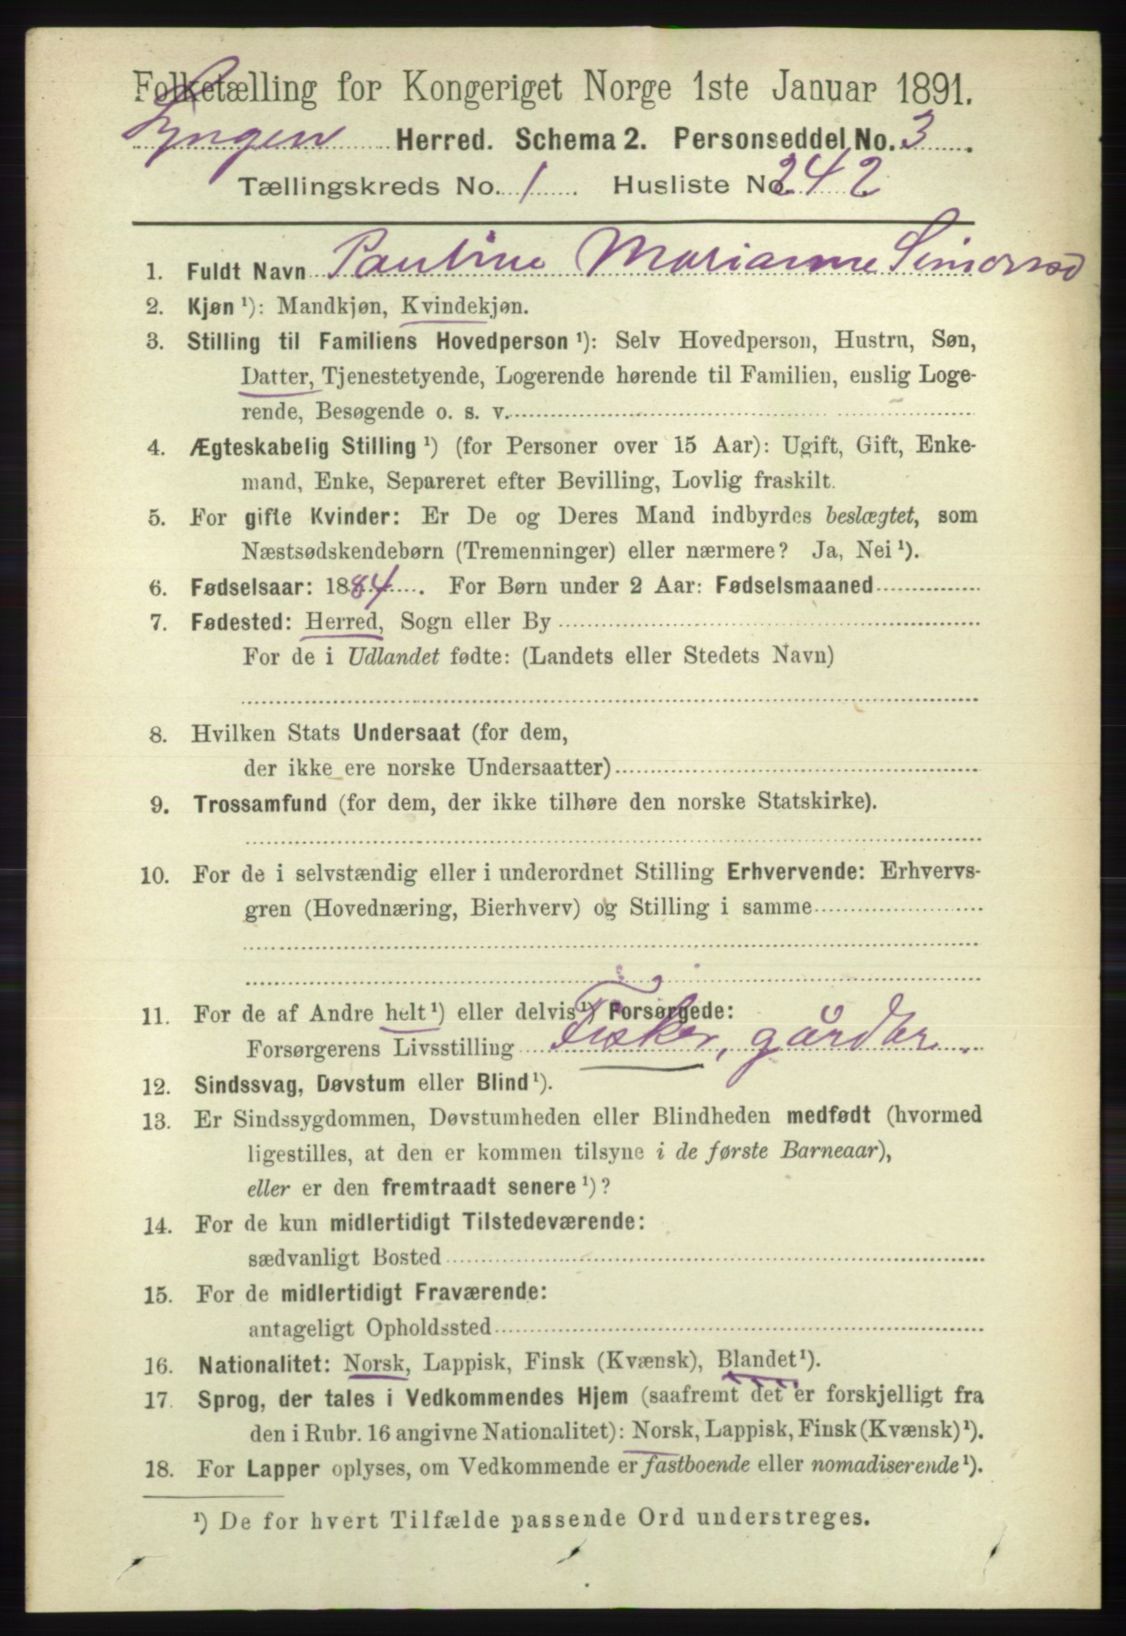 Folketælling for Kongeriget Norge 1ste Januar 1891.
Lyngen Herred. Schema 2. Personseddel No. 3.
Tællingskreds No. 1. Husliste No. 242
1. Fuldt Navn Pauline Marianne Simonsd
2. Kjøn ¹): Mandkjøn, Kvindekjøn.
3. Stilling til Familiens Hovedperson ¹): Selv Hovedperson, Hustru, Søn,
Datter, Tjenestetyende, Logerende hørende til Familien, enslig Loge-
rende, Besøgende o. s. v.
4. Ægteskabelig Stilling ¹) (for Personer over 15 Aar): Ugift, Gift, Enke-
mand, Enke, Separeret efter Bevilling, Lovlig fraskilt.
5. For gifte Kvinder: Er De og Deres Mand indbyrdes beslægtet, som
Næstsødskendebørn (Tremenninger) eller nærmere? Ja, Nei ¹).
6. Fødselsaar: 1884. For Børn under 2 Aar: Fødselsmaaned
7. Fødested: Herred, Sogn eller By
For de i Udlandet fødte: (Landets eller Stedets Navn)
8. Hvilken Stats Undersaat (for dem,
der ikke ere norske Undersaatter)
9. Trossamfund (for dem, der ikke tilhøre den norske Statskirke).
10. For de i selvstændig eller i underordnet Stilling Erhvervende: Erhvervs-
gren (Hovednæring, Bierhverv) og Stilling i samme
11. For de af Andre helt ¹) eller delvis ¹) Forsørgede:
Forsørgerens Livsstilling Fisker, gårdbr.
12. Sindssvag, Døvstum eller Blind ¹).
13. Er Sindssygdommen, Døvstumheden eller Blindheden medfødt (hvormed
ligestilles, at den er kommen tilsyne i de første Barneaar),
eller er den fremtraadt senere ¹)?
14. For de kun midlertidigt Tilstedeværende:
sædvanligt Bosted
15. For de midlertidigt Fraværende:
antageligt Opholdssted
16. Nationalitet: Norsk, Lappisk, Finsk (Kvænsk), Blandet ¹).
17. Sprog, der tales i Vedkommendes Hjem (saafremt det er forskjelligt fra
den i Rubr. 16 angivne Nationalitet): Norsk, Lappisk, Finsk (Kvænsk) ¹).
18. For Lapper oplyses, om Vedkommende er fastboende eller nomadiserende ¹).
¹) De for hvert Tilfælde passende Ord understreges.